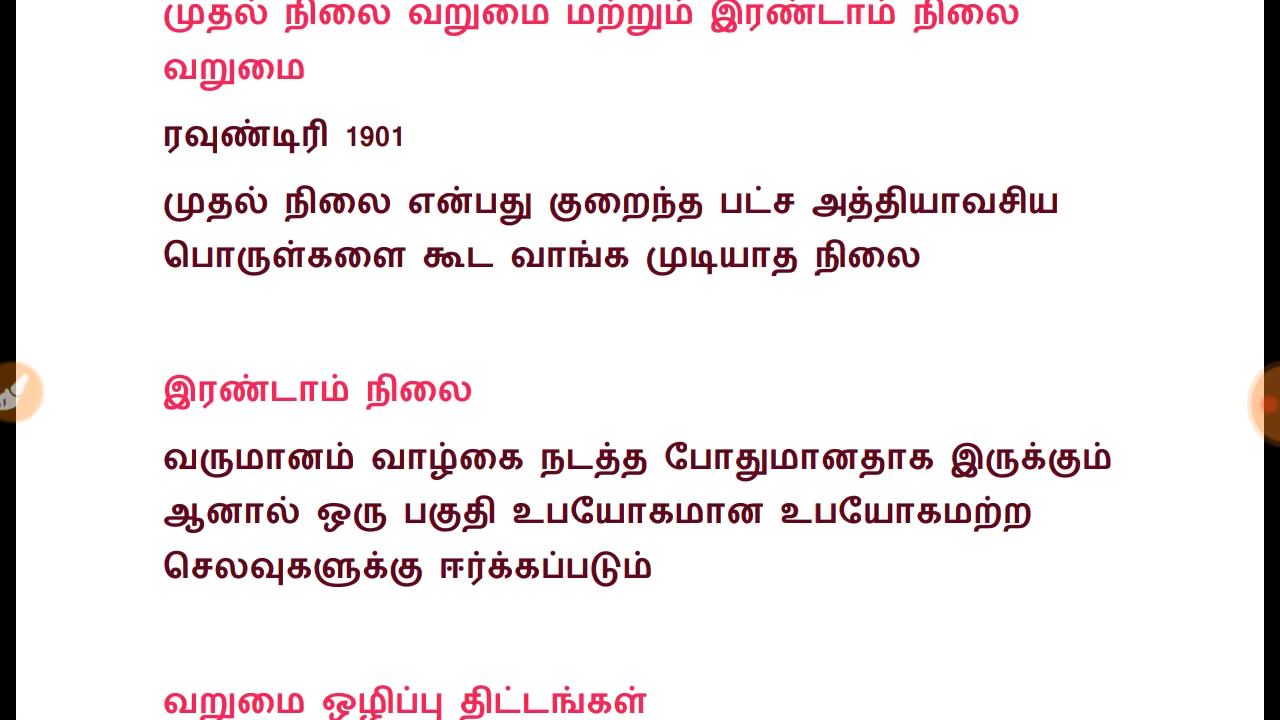 முதல் நிலை வறுமை மற்றும் இரண்டாம் நிலை
வறுமை
ரவுண்டிரி 1901
முதல் நிலை என்பது குறைந்த பட்ச அத்தியாவசிய
பொருள்களை கூட வாங்க முடியாத நிலை
இரண்டாம் நிலை
வருமானம் வாழ்கை நடத்த போதுமானதாக இருக்கும்
ஆனால் ஒரு பகுதி உபயோகமான உபயோகமற்ற
செலவுகளுக்கு ஈர்க்கப்படும்
வறுமை ஒழிப்பு திட்டங்கள்